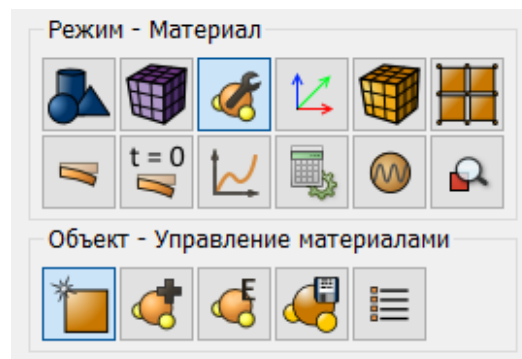 Режим - Материал
t = 0
Объект - Управление материалами
E